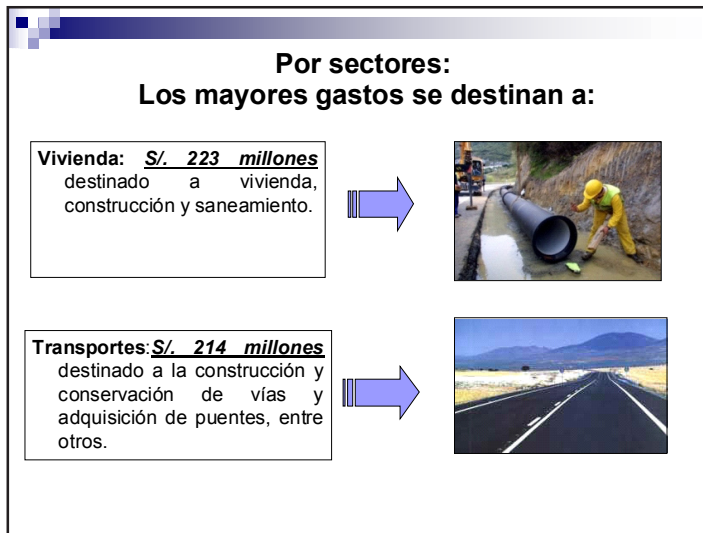 Por sectores:
Los mayores gastos se destinan a:
Vivienda: S/. 223 millones
destinado a vivienda,
construcción y saneamiento.
Transportes:S/. 214 millones
destinado a la construcción y
conservación de vías y
adquisición de puentes, entre
otros.